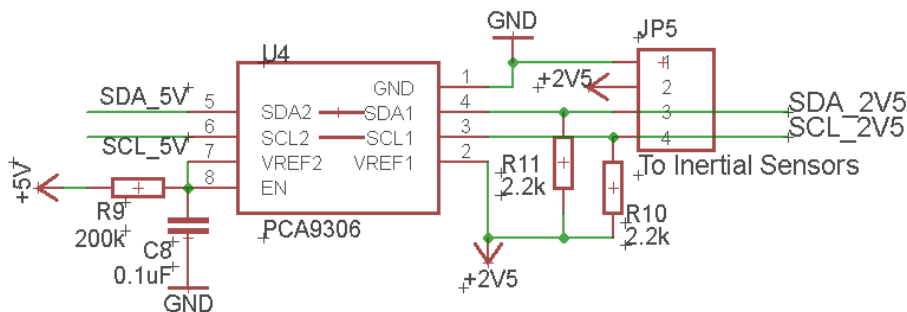 GND
JP5
U4
1
GND
1
+2V5
2
SDA_5V
5
SDA2
SDA1
4
3
SDA_2V5
6
SCL2
SCL1
3
4
SCL_2V5
SCL_5V
7
VREF2
VREF1
2
R11
2.2k
To Inertial Sensors
+5V
8
EN
R9
200k
PCA9306
R10
2.2k
C8
0.1uF
+2V5
GND